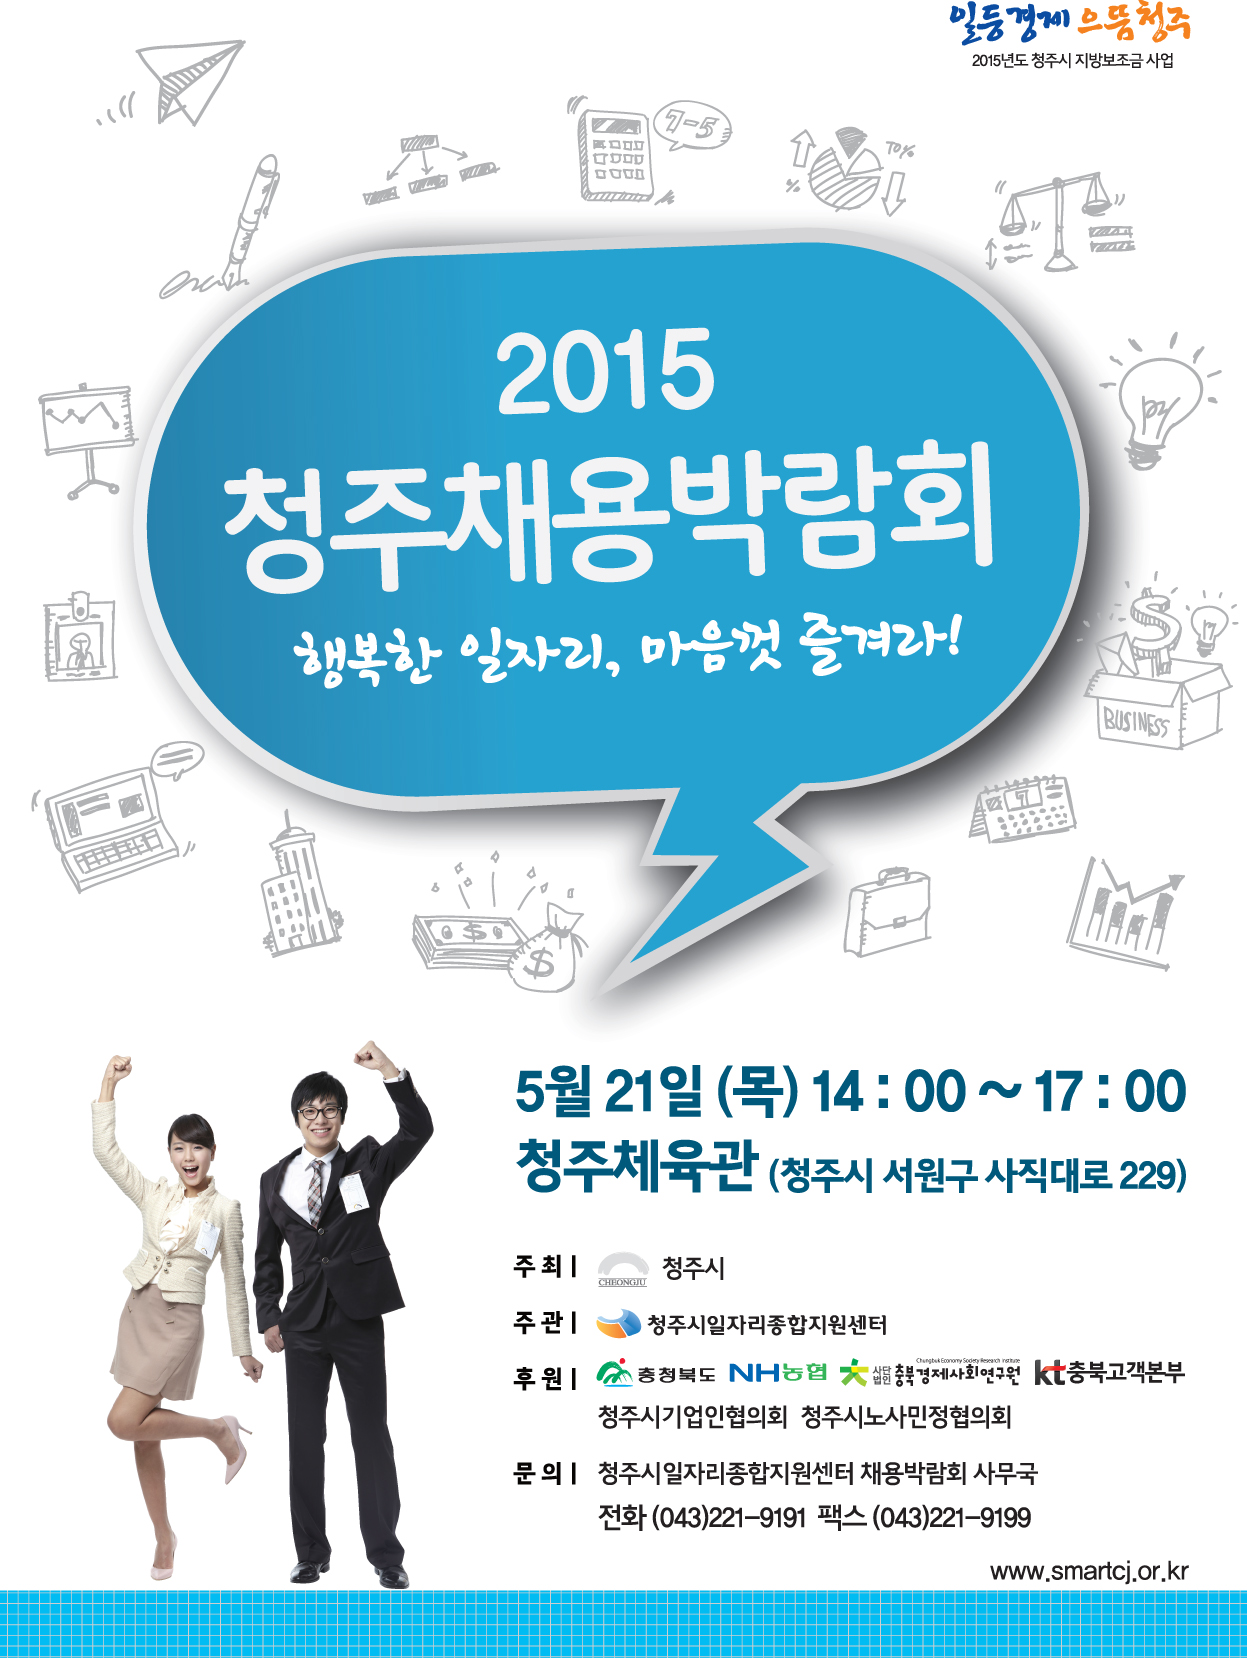 일등경제 으뜸청주
2015년도 청주시 지방보조금 사업
7-5
70%
%
2015
청주채용박람회
행복한 일자리, 마음껏 즐겨라!
$
BUSINESS
7
$
$
5월 21일 (목) 14 : 00 ~ 17 : 00
청주체육관 (청주시 서원구 사직대로 229)
주 최 | CHEONGJU 청주시
주 관 | 청주시일자리종합지원센터
Chungbuk Economy Society Research Institute
후 원 | 충청북도 NH농협 사단법인 충북경제사회연구원 kt충북고객본부
청주시기업인협의회 청주시노사민정협의회
문 의 | 청주시일자리종합지원센터 채용박람회 사무국
전화 (043)221-9191 팩스 (043)221-9199
www.smartcj.or.kr